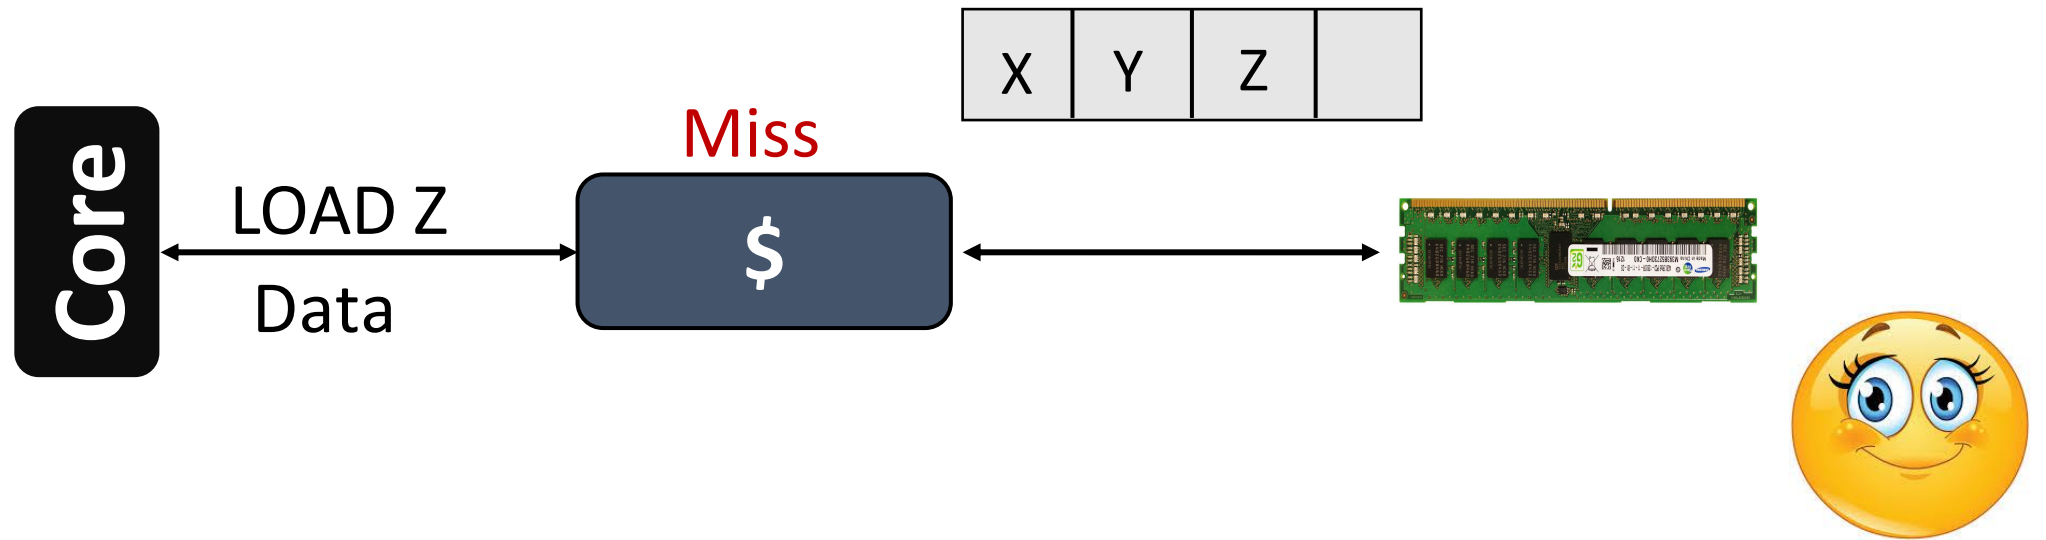 X Y Z
Miss
Core
LOAD Z
$
Data